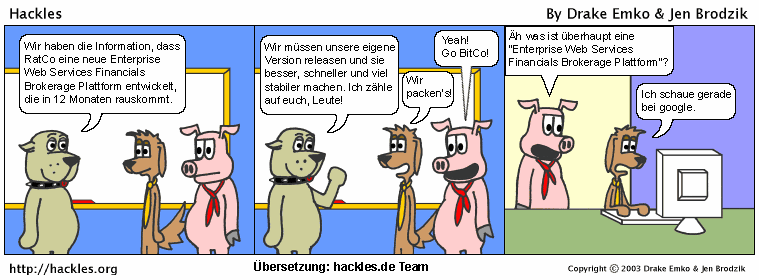 Hackles
By Drake Emko & Jen Brodzik
Wir haben die Information, dass
RatCo eine neue Enterprise
Web Services Financials
Brokerage Plattform entwickelt,
die in 12 Monaten rauskommt.
Wir müssen unsere eigene
Version releasen und sie
besser, schneller und viel
stabiler machen. Ich zähle
auf euch, Leute!
Wir
packen's!
Yeah!
Go BitCo!
Äh was ist überhaupt eine
"Enterprise Web Services
Financials Brokerage Plattform"?
Ich schaue gerade
bei google.
http://hackles.org
Übersetzung: hackles.de Team
Copyright © 2003 Drake Emko & Jen Brodzik